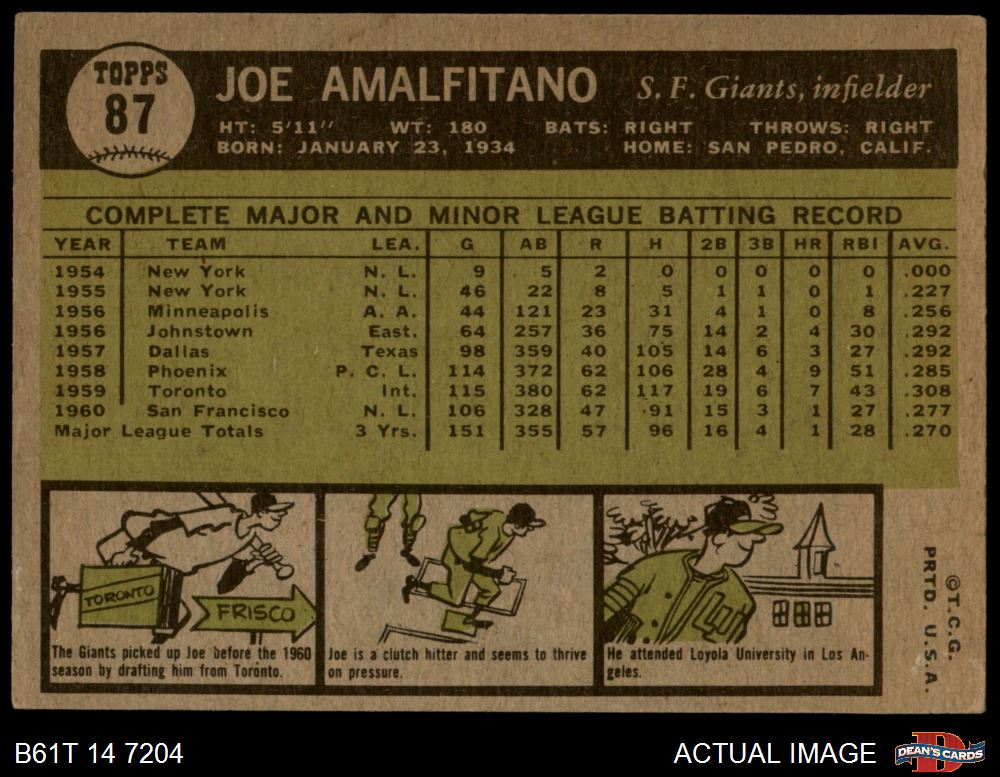 TOPPS
87
JOE AMALFITANO S. F. Giants, infielder
HT: 5'11" WT: 180 BATS: RIGHT THROWS: RIGHT
BORN: JANUARY 23, 1934 HOME: SAN PEDRO, CALIF.
COMPLETE MAJOR AND MINOR LEAGUE BATTING RECORD
YEAR TEAM LEA. G AB R H 2B 3B HR RBI AVG.
1954 New York N. L. 9 5 2 0 0 0 0 0 .000
1955 New York N. L. 46 22 8 5 1 1 0 1 .227
1956 Minneapolis A. A. 44 121 23 31 4 1 0 8 .256
1956 Johnstown East. 64 257 36 75 14 2 4 30 .292
1957 Dallas Texas 98 359 40 105 14 6 3 27 .292
1958 Phoenix P. C. L. 114 372 62 106 28 4 9 51 .285
1959 Toronto Int. 115 380 62 117 19 6 7 43 .308
1960 San Francisco N. L. 106 328 47 91 15 3 1 27 .277
Major League Totals 3 Yrs. 151 355 57 96 16 4 1 28 .270
TORONTO
FRISCO
The Giants picked up Joe before the 1960
season by drafting him from Toronto.
Joe is a clutch hitter and seems to thrive
on pressure.
He attended Loyola University in Los An-
geles.
©T.C.G.
PRTD. U.S.A.
B61T 14 7204 ACTUAL IMAGE
D
DEAN'S CARDS